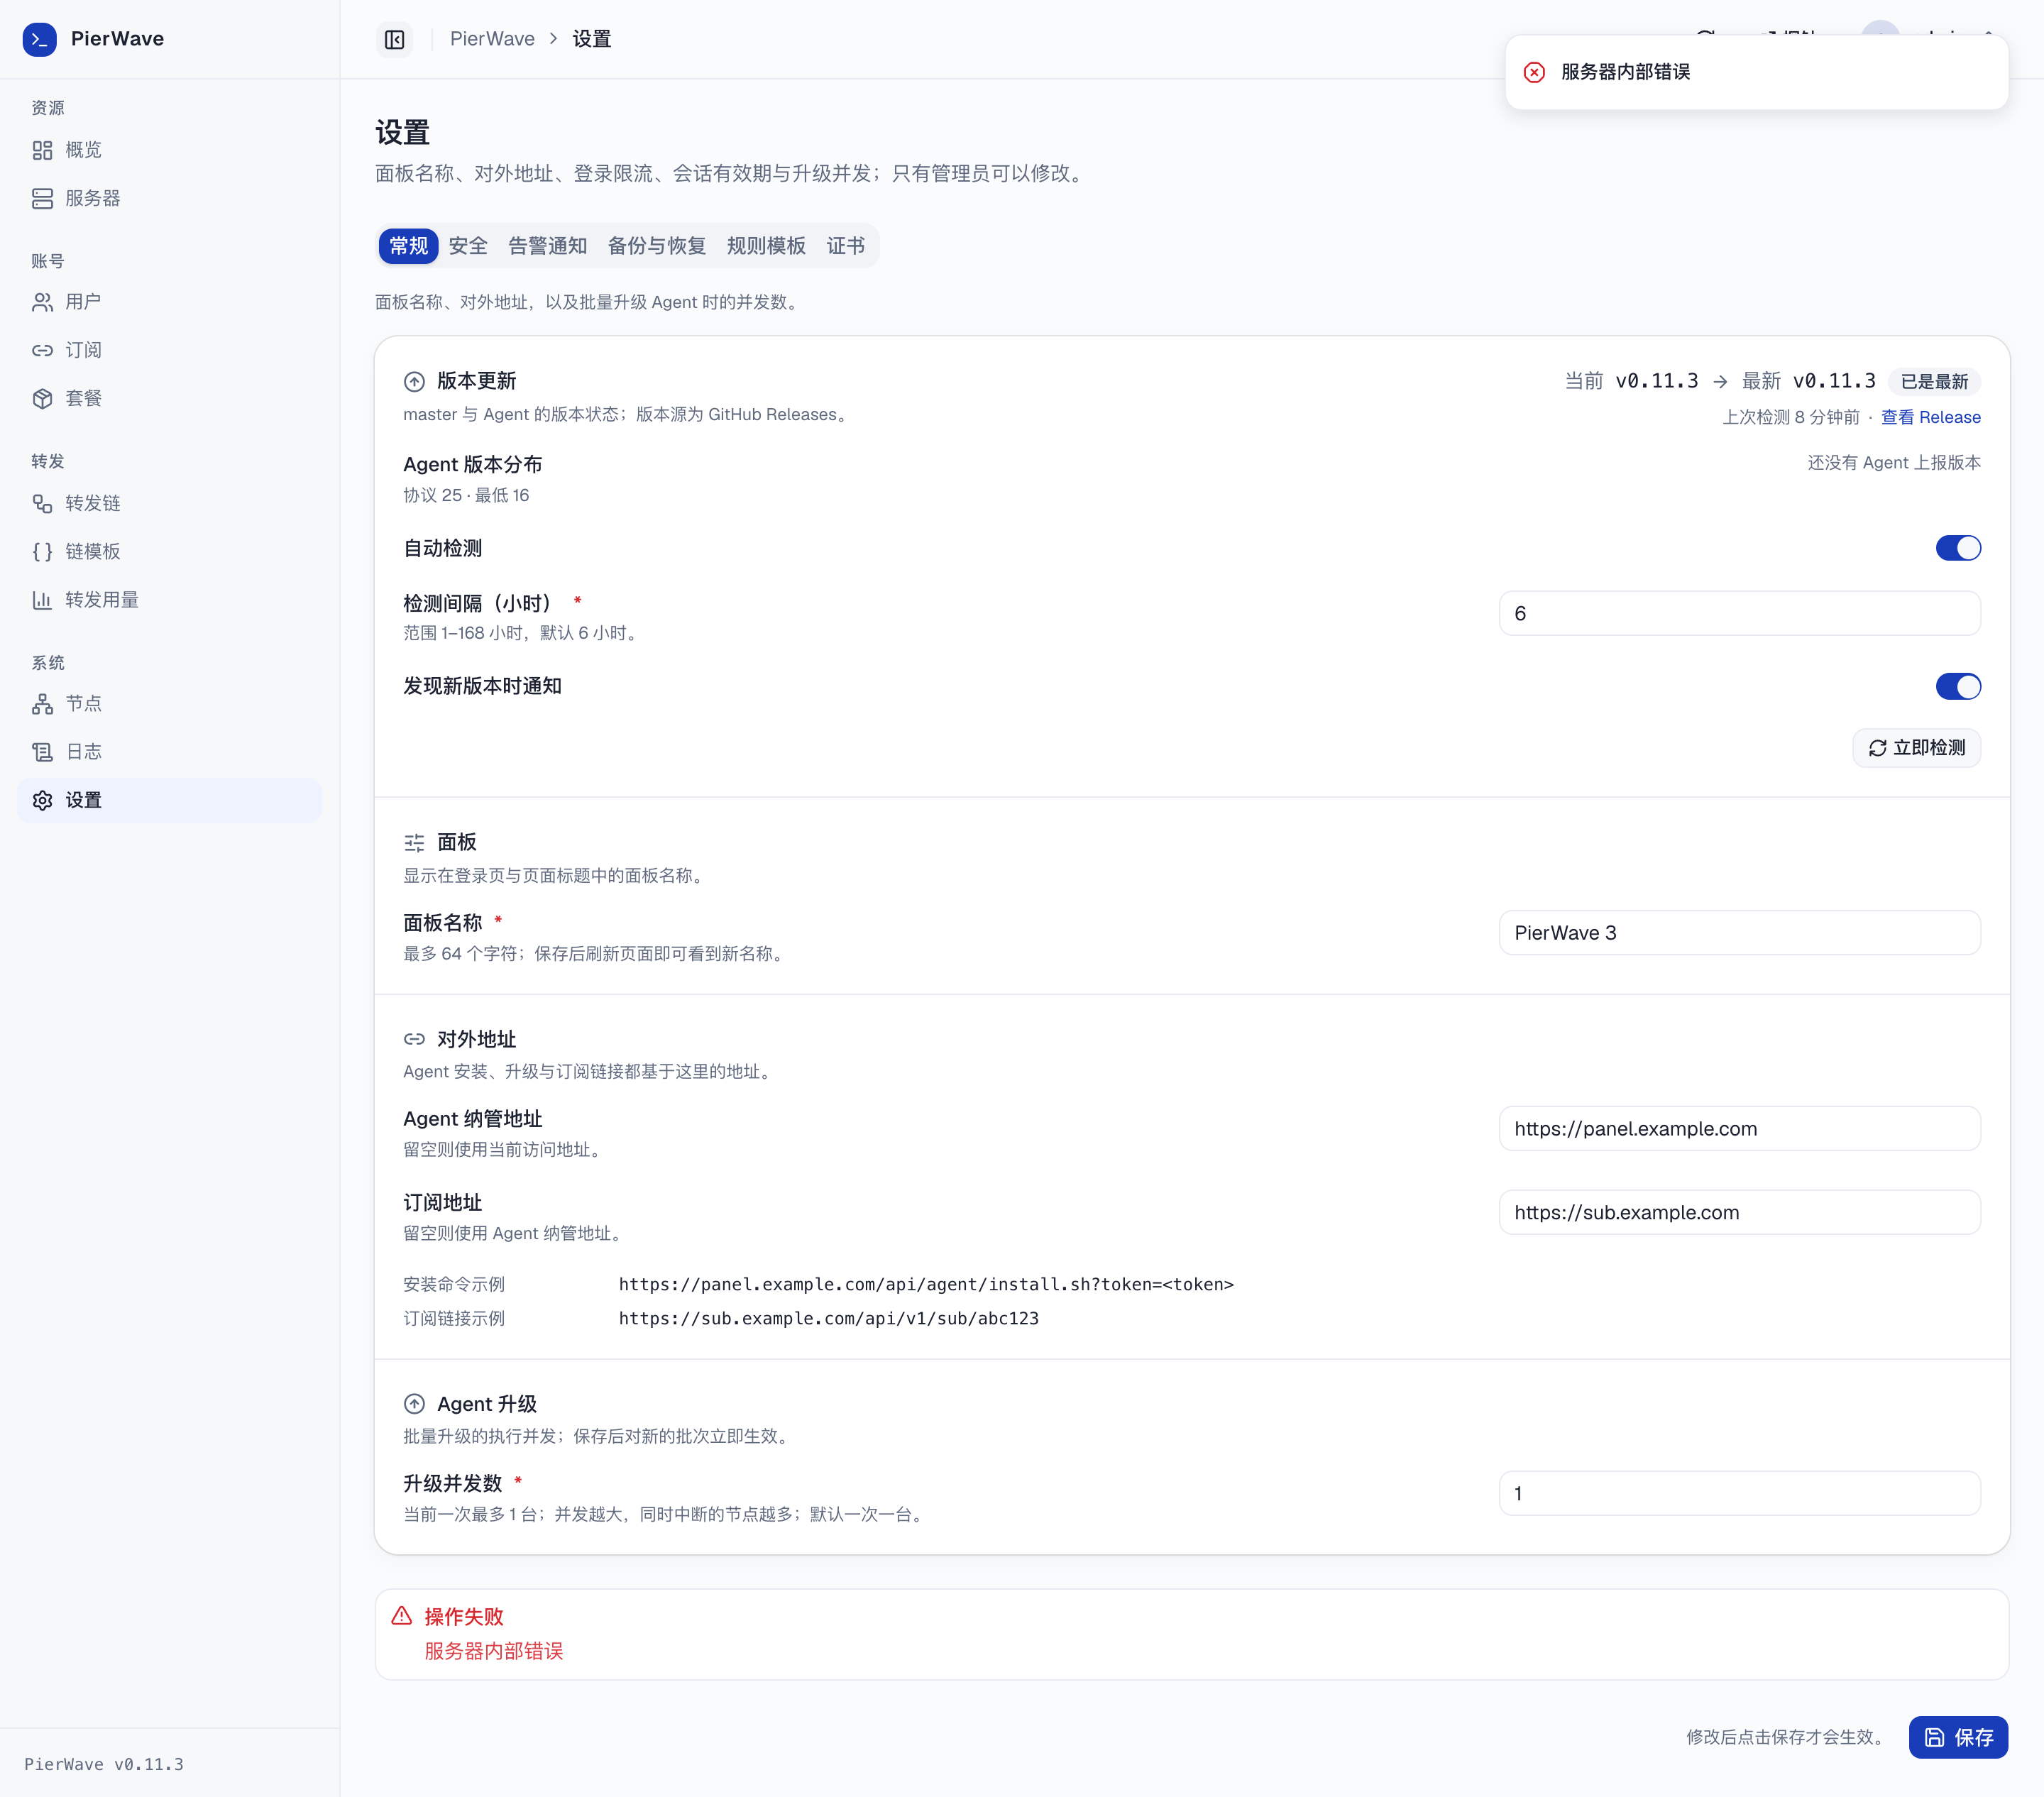 PierWave
PierWave > 设置
服务器内部错误
资源
概览
服务器
账号
用户
订阅
套餐
转发
转发链
链模板
转发用量
系统
节点
日志
设置
PierWave v0.11.3
设置
面板名称、对外地址、登录限流、会话有效期与升级并发；只有管理员可以修改。
常规 安全 告警通知 备份与恢复 规则模板 证书
面板名称、对外地址，以及批量升级 Agent 时的并发数。
版本更新
当前 v0.11.3 → 最新 v0.11.3 已是最新
master 与 Agent 的版本状态；版本源为 GitHub Releases。
上次检测 8 分钟前 · 查看 Release
Agent 版本分布
还没有 Agent 上报版本
协议 25 · 最低 16
自动检测
检测间隔（小时） *
范围 1–168 小时，默认 6 小时。
6
发现新版本时通知
立即检测
面板
显示在登录页与页面标题中的面板名称。
面板名称 *
最多 64 个字符；保存后刷新页面即可看到新名称。
PierWave 3
对外地址
Agent 安装、升级与订阅链接都基于这里的地址。
Agent 纳管地址
留空则使用当前访问地址。
https://panel.example.com
订阅地址
留空则使用 Agent 纳管地址。
https://sub.example.com
安装命令示例 https://panel.example.com/api/agent/install.sh?token=<token>
订阅链接示例 https://sub.example.com/api/v1/sub/abc123
Agent 升级
批量升级的执行并发；保存后对新的批次立即生效。
升级并发数 *
当前一次最多 1 台；并发越大，同时中断的节点越多；默认一次一台。
1
操作失败
服务器内部错误
修改后点击保存才会生效。
保存